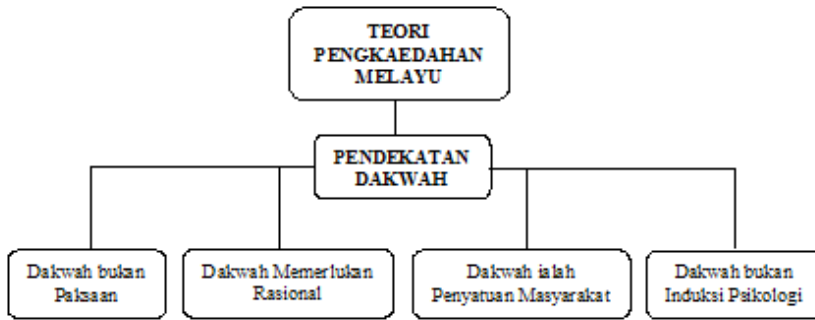 TEORI
PENGKAEDAHAN
MELAYU
PENDEKATAN
DAKWAH
Dakwah bukan
Paksaan
Dakwah Memerlukan
Rasional
Dakwah ialah
Penyatuan Masyarakat
Dakwah bukan
Induksi Psikologi